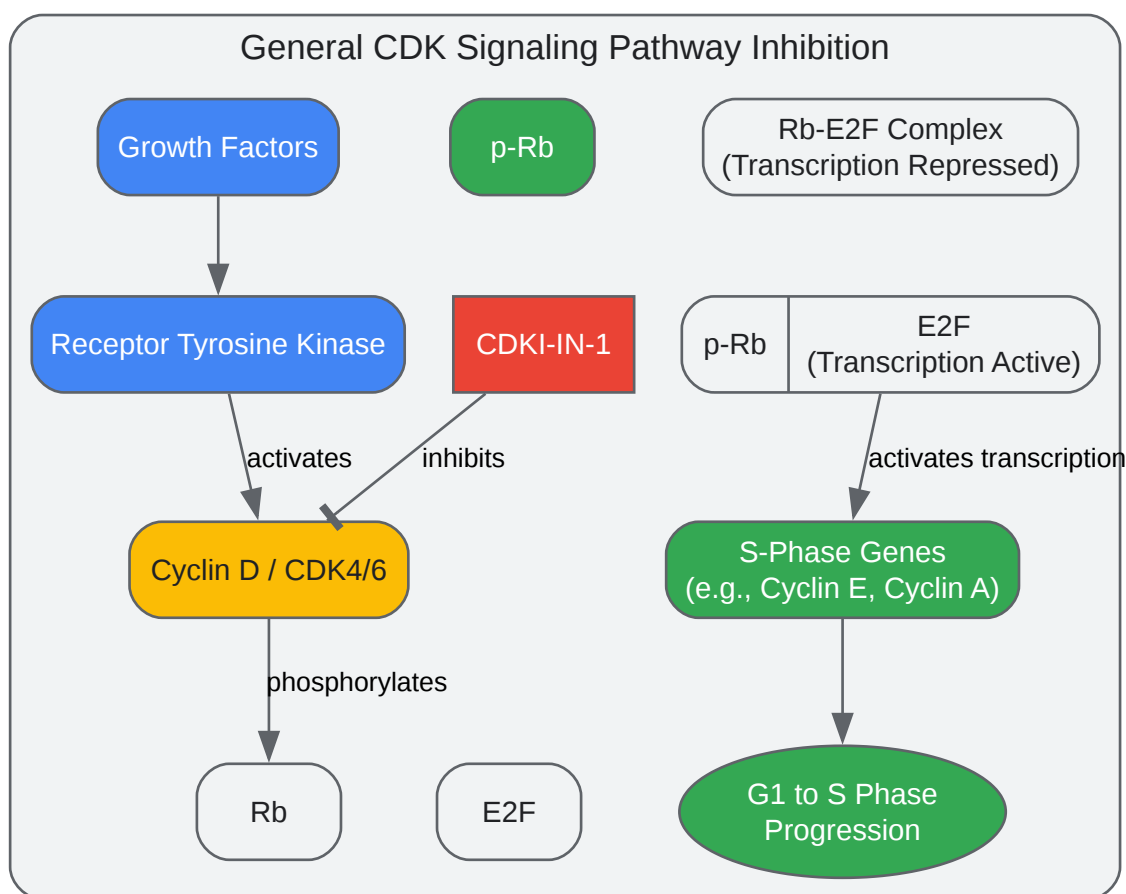 General CDK Signaling Pathway Inhibition
Growth Factors
p-Rb
Rb-E2F Complex
(Transcription Repressed)
Receptor Tyrosine Kinase
CDKI-IN-1
p-Rb
E2F
(Transcription Active)
activates
inhibits
activates transcription
Cyclin D / CDK4/6
S-Phase Genes
(e.g., Cyclin E, Cyclin A)
phosphorylates
Rb
E2F
G1 to S Phase
Progression